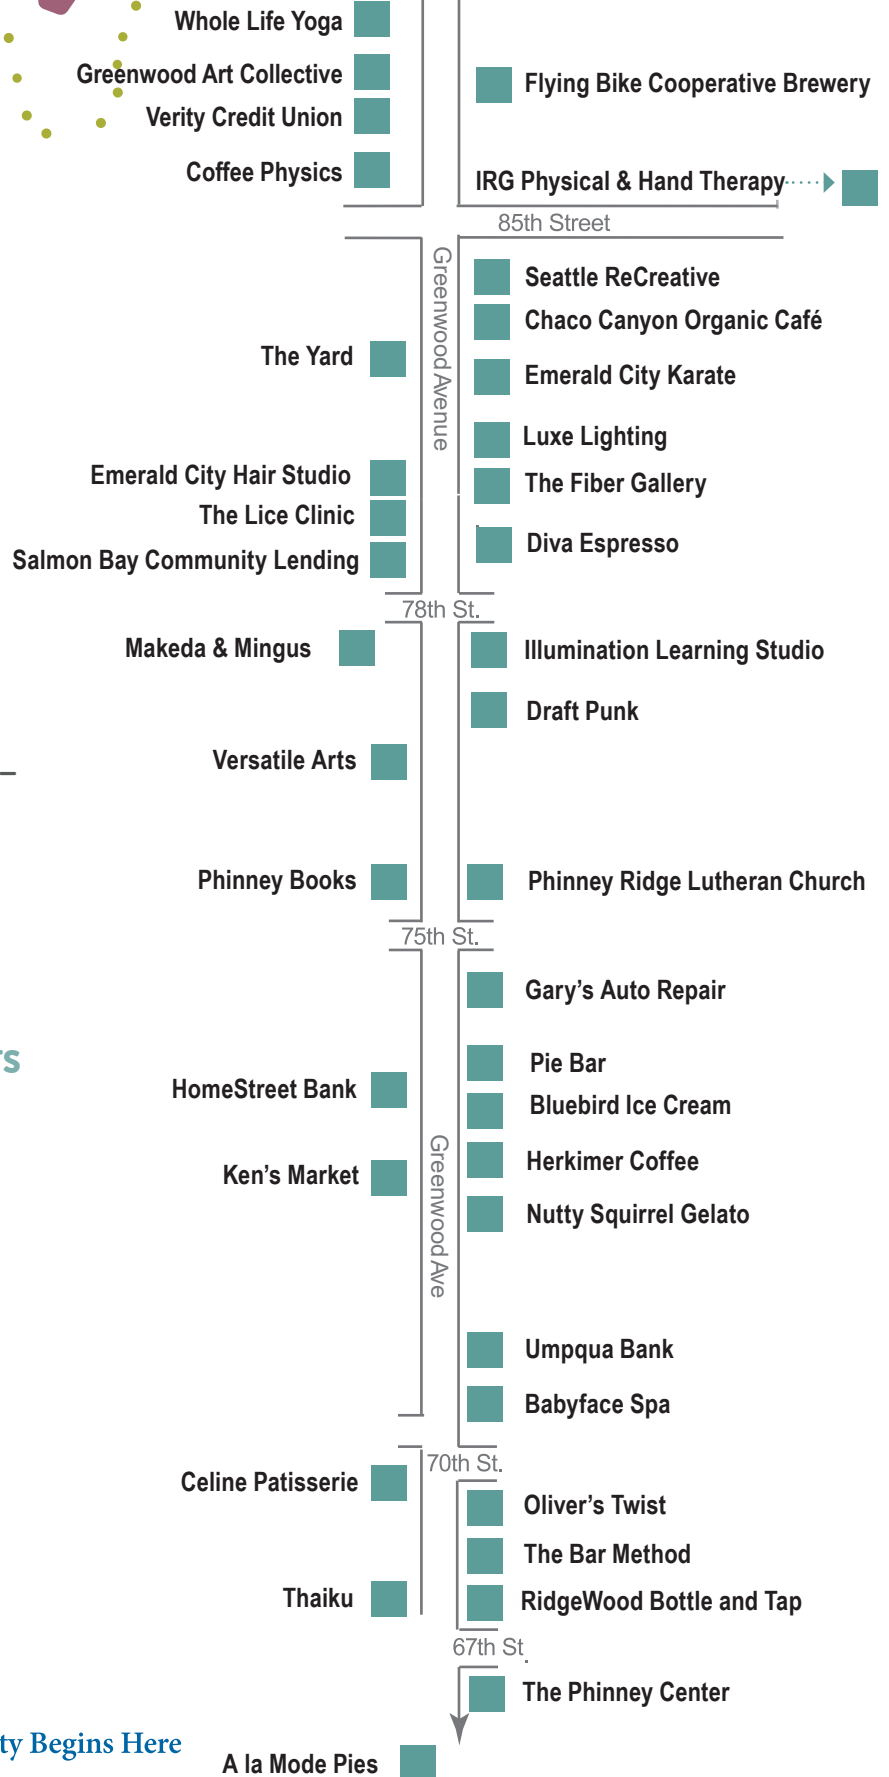 Whole Life Yoga
Greenwood Art Collective
Flying Bike Cooperative Brewery
Verity Credit Union
Coffee Physics
IRG Physical & Hand Therapy
85th Street
Greenwood Avenue
Seattle ReCreative
Chaco Canyon Organic Café
The Yard
Emerald City Karate
Luxe Lighting
Emerald City Hair Studio
The Fiber Gallery
The Lice Clinic
Diva Espresso
Salmon Bay Community Lending
78th St.
Makeda & Mingus
Illumination Learning Studio
Draft Punk
Versatile Arts
Phinney Books
Phinney Ridge Lutheran Church
75th St.
Gary’s Auto Repair
Pie Bar
HomeStreet Bank
Bluebird Ice Cream
Greenwood Ave
Herkimer Coffee
Ken’s Market
Nutty Squirrel Gelato
Umpqua Bank
Babyface Spa
70th St.
Celine Patisserie
Oliver’s Twist
The Bar Method
Thaiku
RidgeWood Bottle and Tap
67th St.
The Phinney Center
ty Begins Here
A la Mode Pies